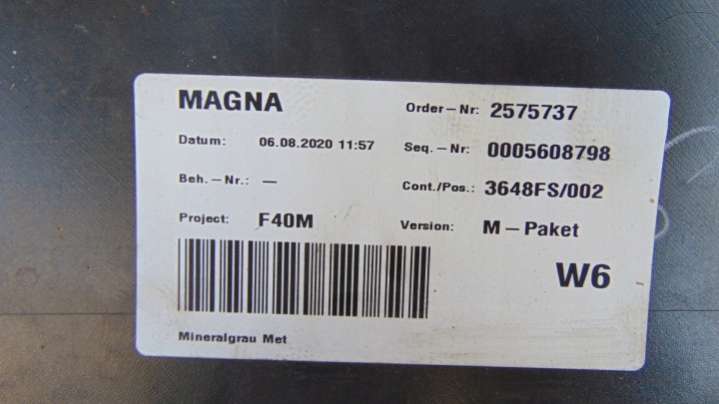 MAGNA
Order-Nr: 2575737
Datum: 06.08.2020 11:57
Seq.-Nr: 0005608798
Beh.-Nr.: —
Cont./Pos.: 3648FS/002
Project: F40M
Version: M-Paket
W6
Mineralgrau Met